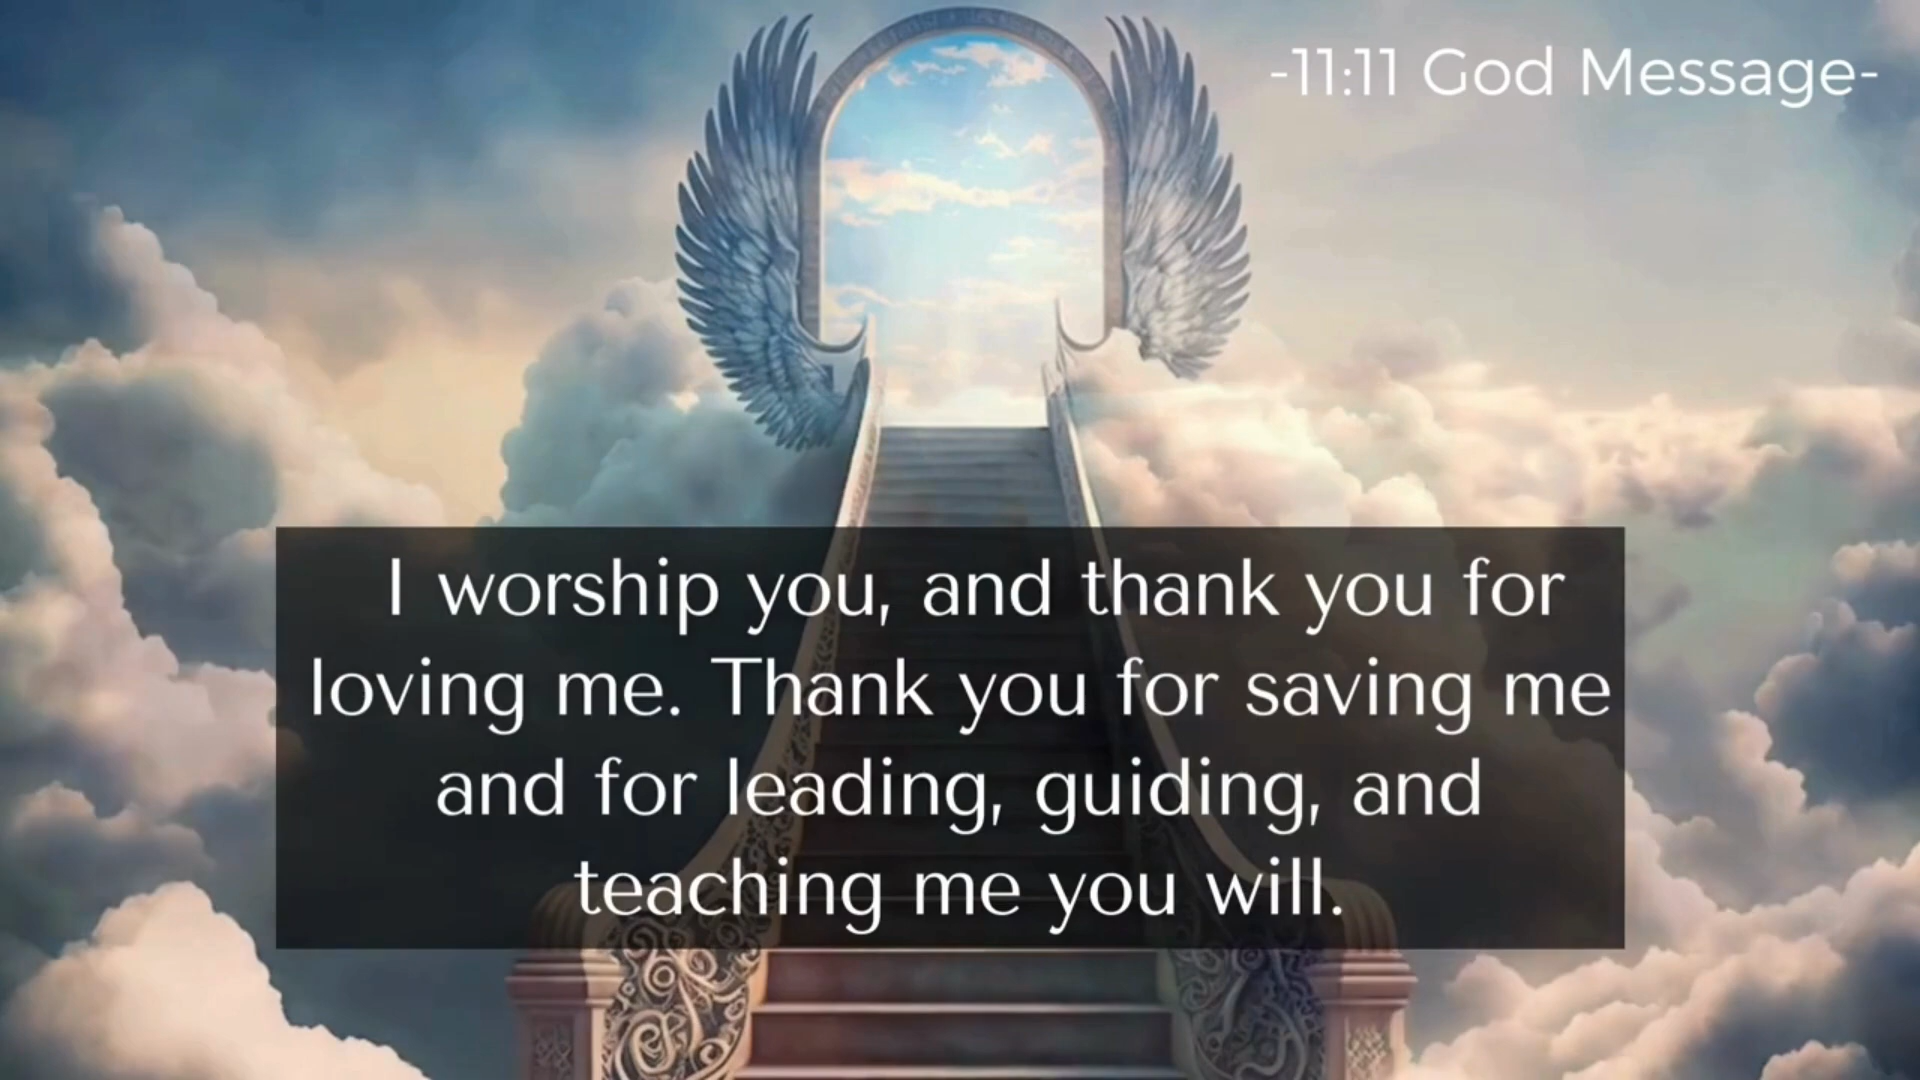 -11:11 God Message-
I worship you, and thank you for
loving me. Thank you for saving me
and for leading, guiding, and
teaching me you will.